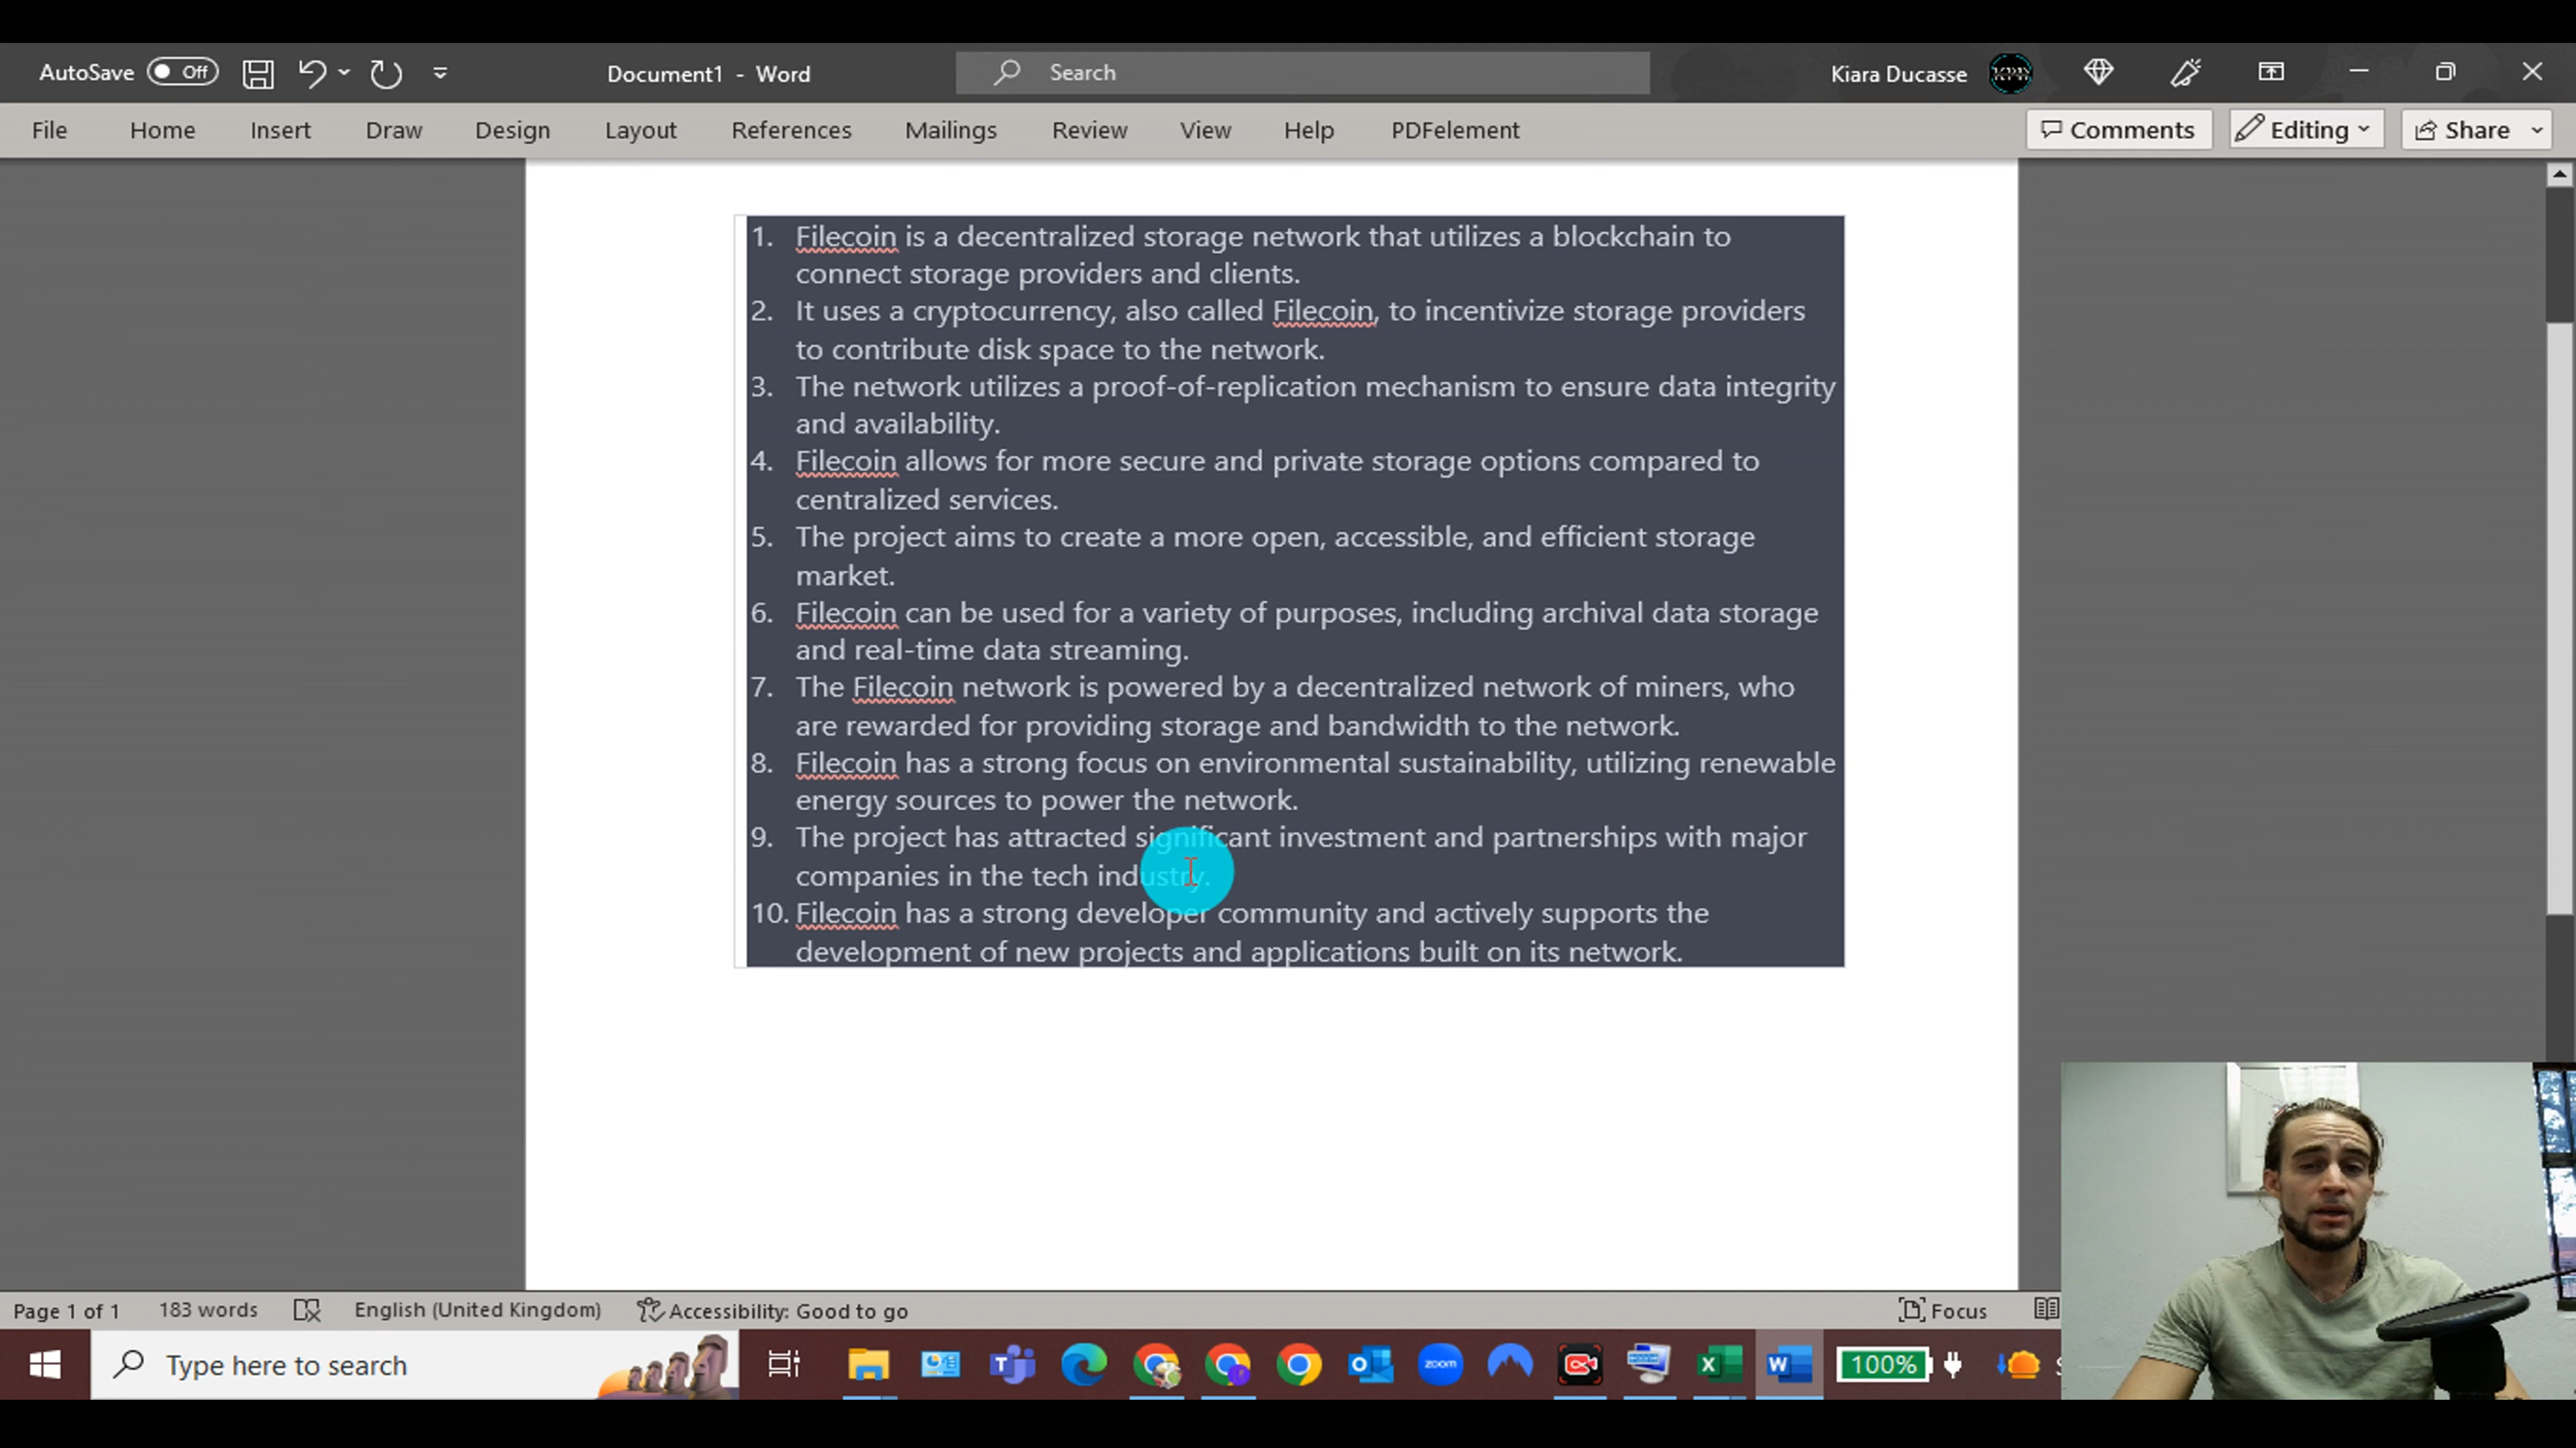 AutoSave Off Document1 - Word Search Kiara Ducasse
File Home Insert Draw Design Layout References Mailings Review View Help PDFelement Comments Editing Share
1. Filecoin is a decentralized storage network that utilizes a blockchain to
connect storage providers and clients.
2. It uses a cryptocurrency, also called Filecoin, to incentivize storage providers
to contribute disk space to the network.
3. The network utilizes a proof-of-replication mechanism to ensure data integrity
and availability.
4. Filecoin allows for more secure and private storage options compared to
centralized services.
5. The project aims to create a more open, accessible, and efficient storage
market.
6. Filecoin can be used for a variety of purposes, including archival data storage
and real-time data streaming.
7. The Filecoin network is powered by a decentralized network of miners, who
are rewarded for providing storage and bandwidth to the network.
8. Filecoin has a strong focus on environmental sustainability, utilizing renewable
energy sources to power the network.
9. The project has attracted significant investment and partnerships with major
companies in the tech industry.
10. Filecoin has a strong developer community and actively supports the
development of new projects and applications built on its network.
Page 1 of 1 183 words English (United Kingdom) Accessibility: Good to go Focus
Type here to search zoom 100%